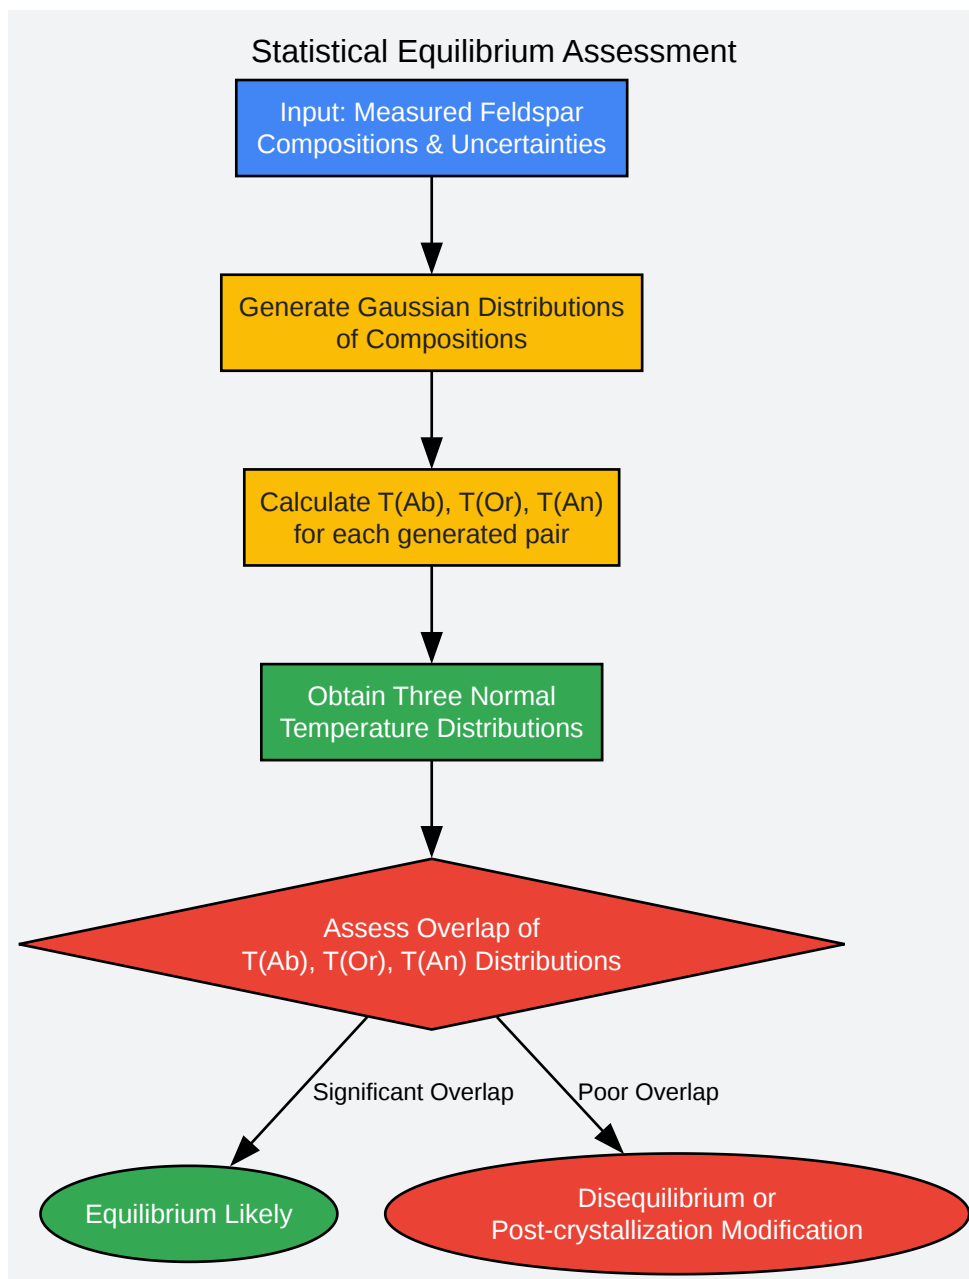 Statistical Equilibrium Assessment
Input: Measured Feldspar
Compositions & Uncertainties
Generate Gaussian Distributions
of Compositions
Calculate T(Ab), T(Or), T(An)
for each generated pair
Obtain Three Normal
Temperature Distributions
Assess Overlap of
T(Ab), T(Or), T(An) Distributions
Significant Overlap
Poor Overlap
Equilibrium Likely
Disequilibrium or
Post-crystallization Modification